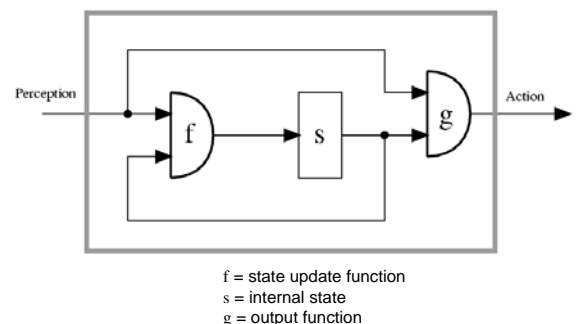 Perception
f
s
g
Action
f = state update function
s = internal state
g = output function